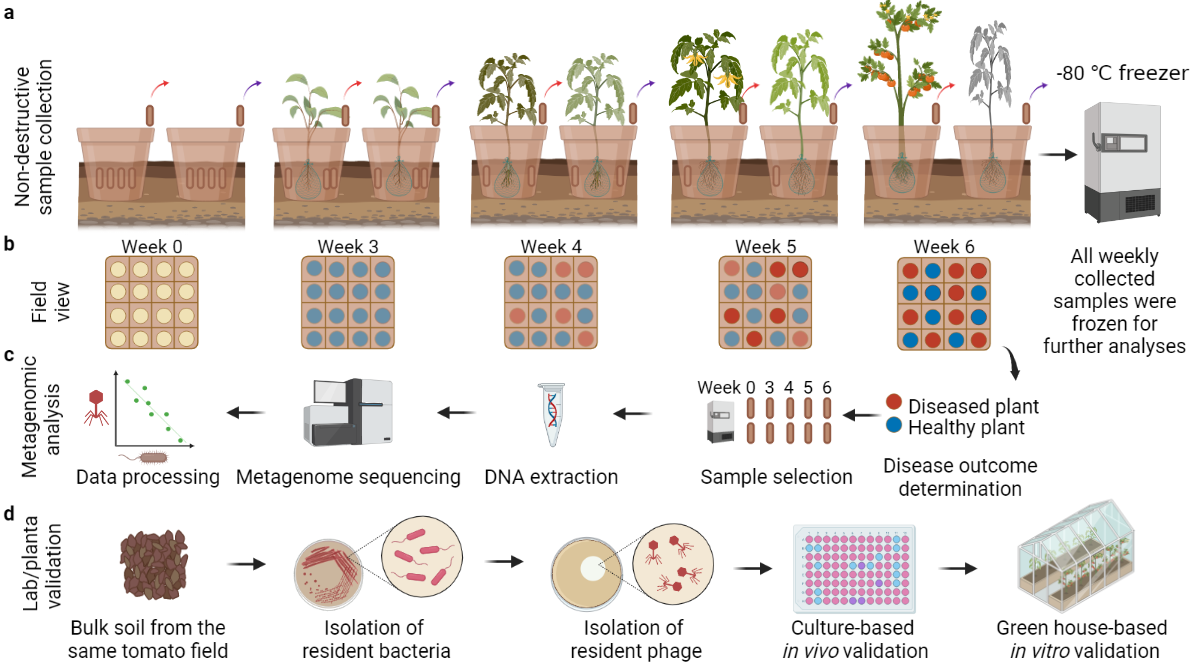 a
Non-destructive
sample collection
-80 °C freezer
b
Field
view
Week 0
Week 3
Week 4
Week 5
Week 6
All weekly
collected
samples were
frozen for
further analyses
c
Metagenomic
analysis
Data processing
Metagenome sequencing
DNA extraction
Week 0 3 4 5 6
Sample selection
Diseased plant
Healthy plant
Disease outcome
determination
d
Lab/planta
validation
Bulk soil from the
same tomato field
Isolation of
resident bacteria
Isolation of
resident phage
Culture-based
in vivo validation
Green house-based
in vitro validation